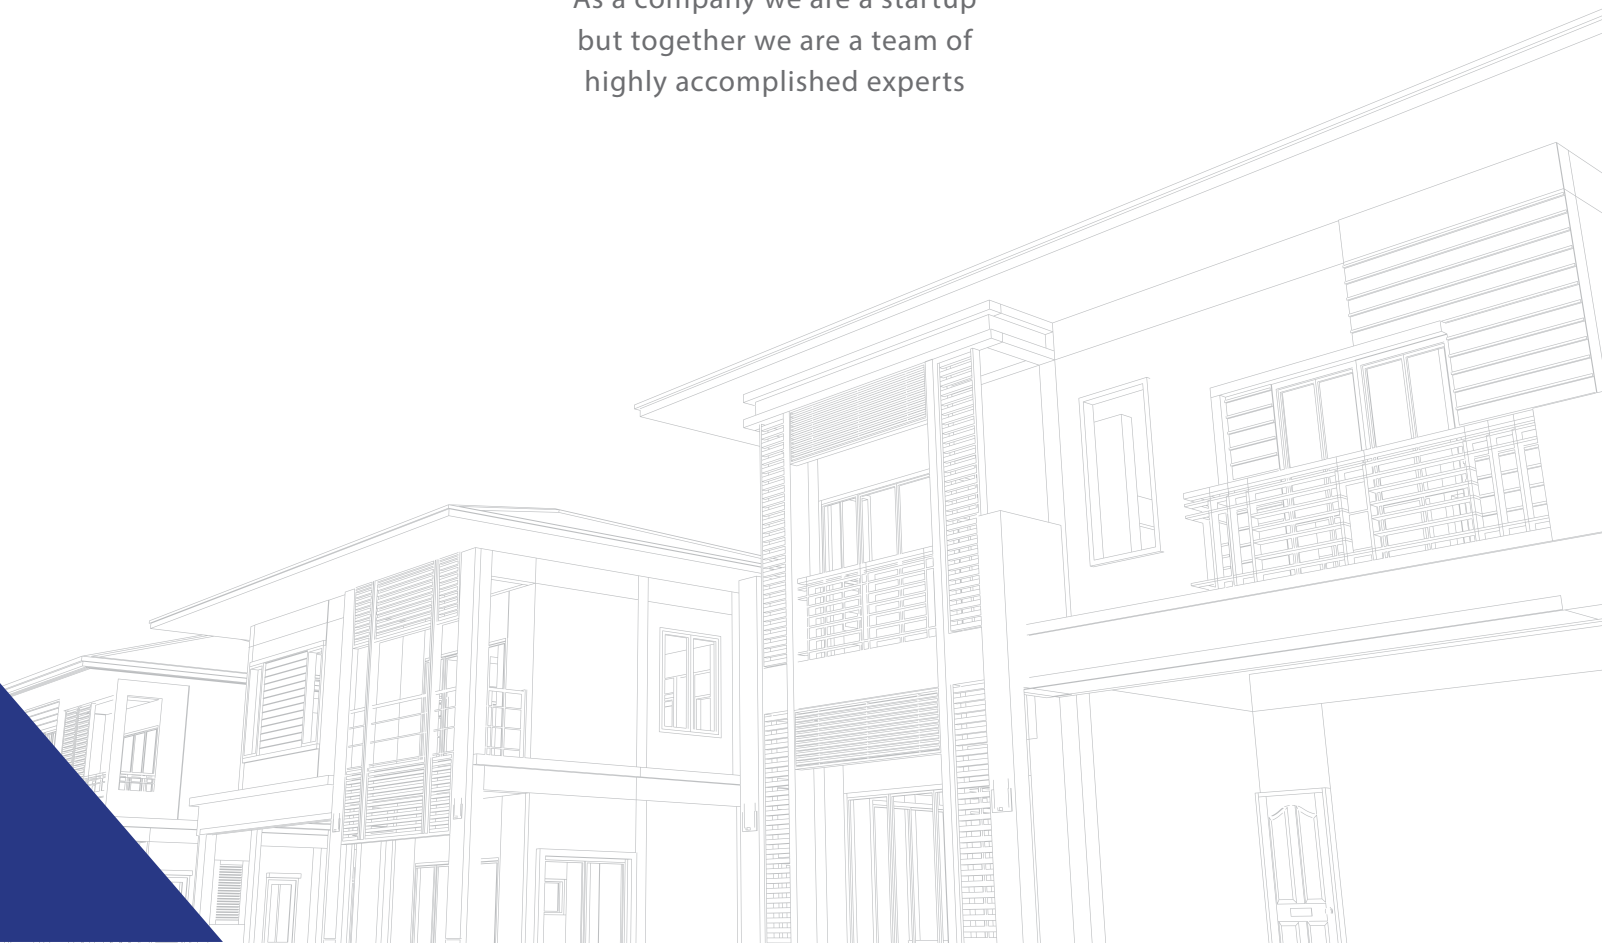 As a company we are a startup
but together we are a team of
highly accomplished experts